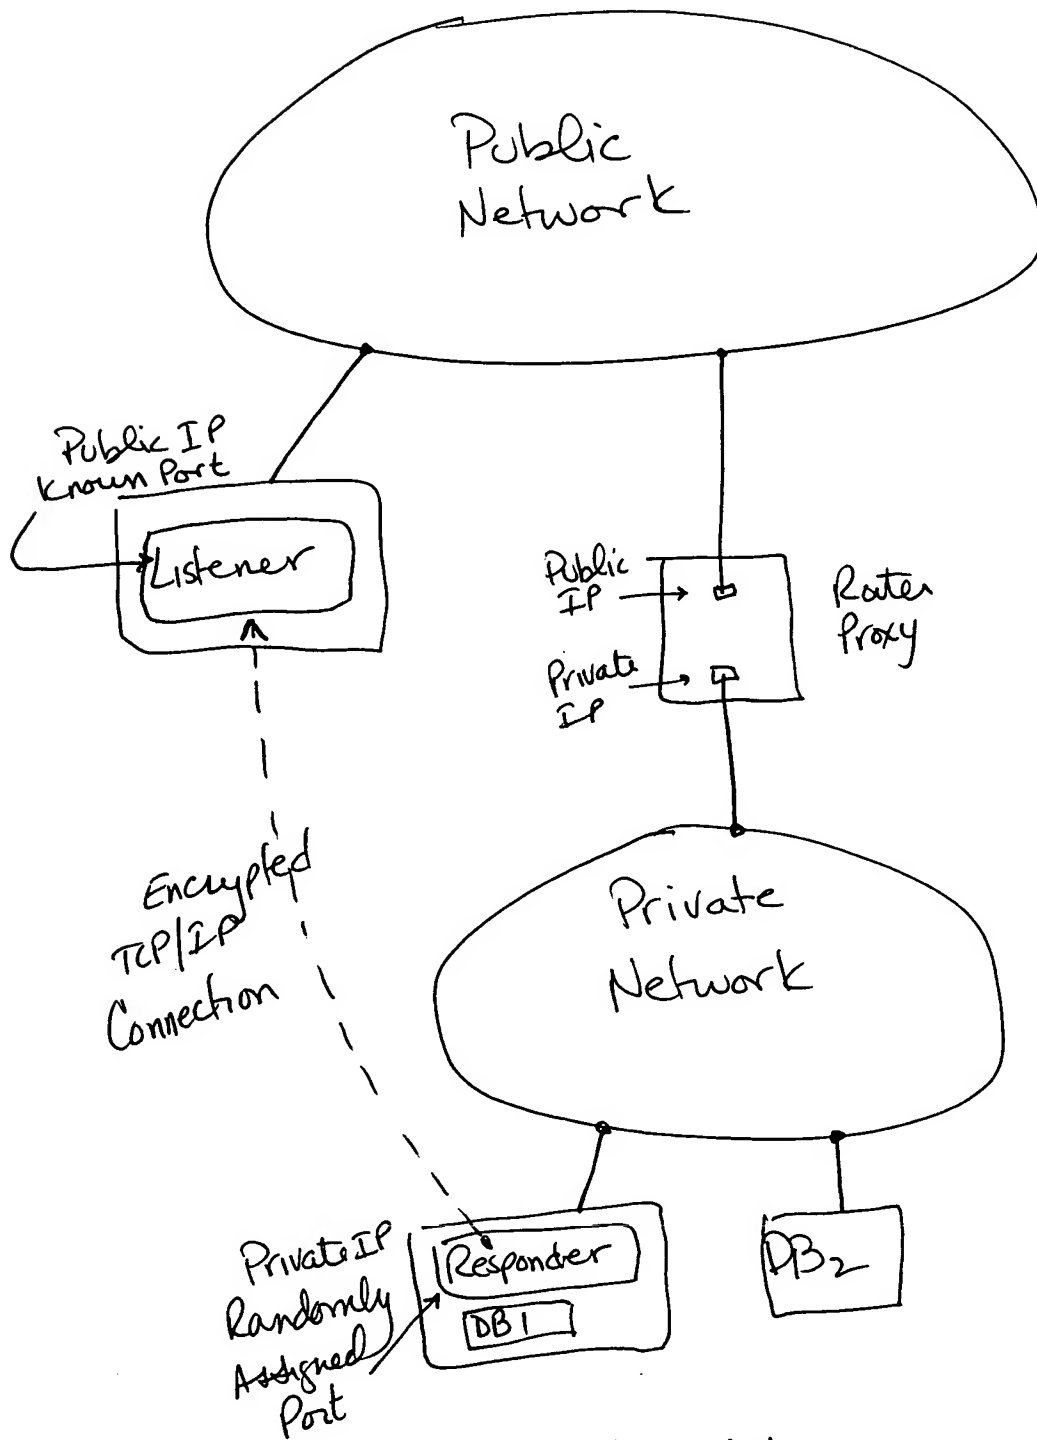 Public
Network
Public IP
Known Port
Listener
Public
IP
Router
Proxy
Private
IP
Encrypted
TCP/IP
Connection
Private
Network
Private IP
Randomly
Assigned
Port
Responder
DB1
DB2